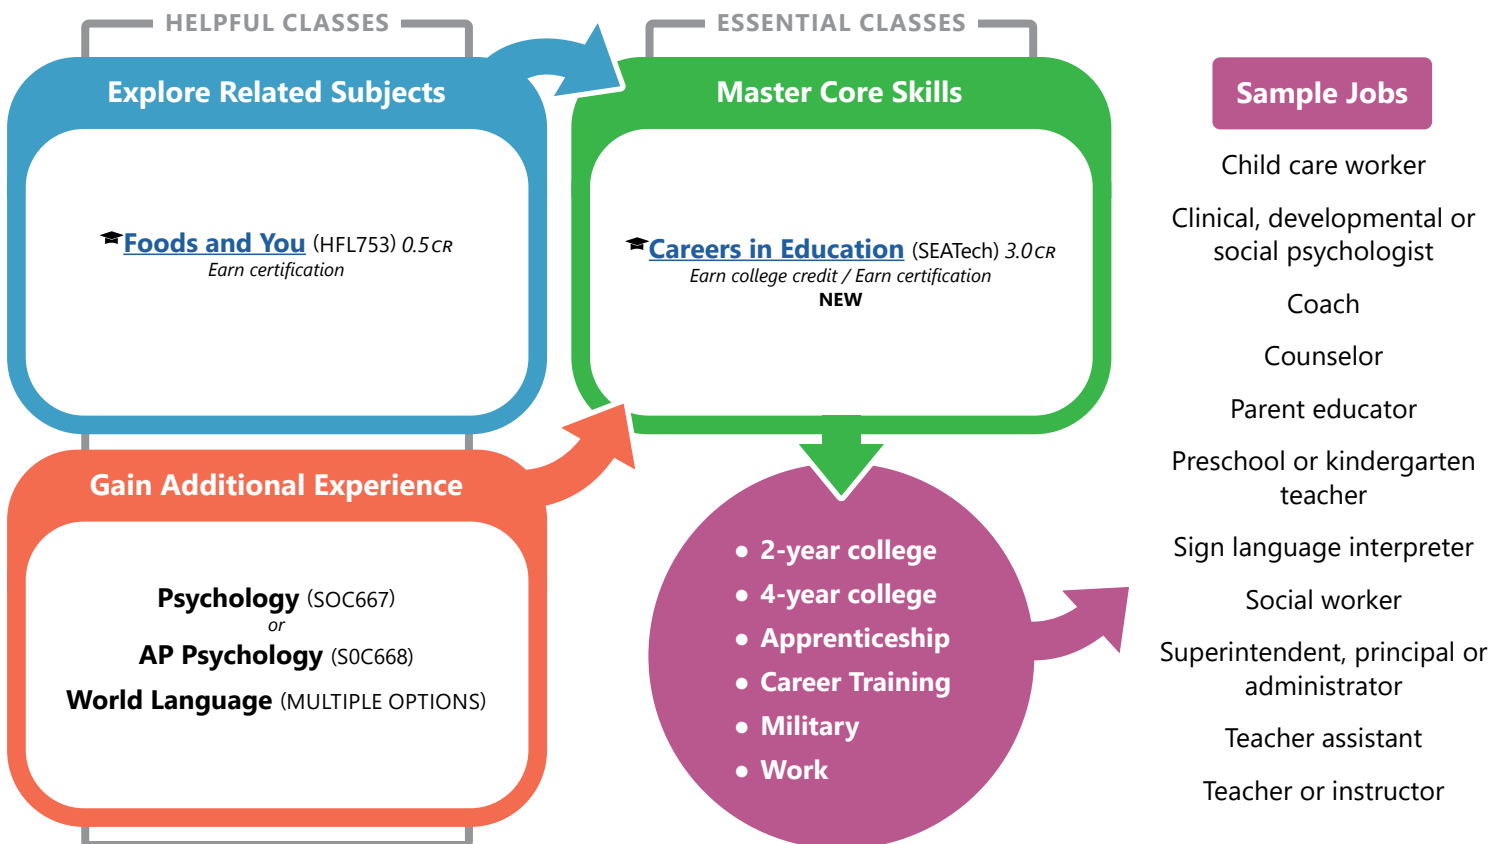 HELPFUL CLASSES
Explore Related Subjects
Foods and You (HFL753) 0.5 CR
Earn certification
Gain Additional Experience
Psychology (SOC667)
or
AP Psychology (S0C668)
World Language (MULTIPLE OPTIONS)
ESSENTIAL CLASSES
Master Core Skills
Careers in Education (SEATech) 3.0 CR
Earn college credit / Earn certification
NEW
• 2-year college
• 4-year college
• Apprenticeship
• Career Training
• Military
• Work
Sample Jobs
Child care worker
Clinical, developmental or
social psychologist
Coach
Counselor
Parent educator
Preschool or kindergarten
teacher
Sign language interpreter
Social worker
Superintendent, principal or
administrator
Teacher assistant
Teacher or instructor